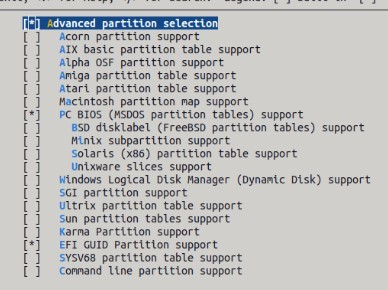 [*] Advanced partition selection
[ ] Acorn partition support
[ ] AIX basic partition table support
[ ] Alpha OSF partition support
[ ] Amiga partition table support
[ ] Atari partition table support
[ ] Macintosh partition map support
[*] PC BIOS (MSDOS partition tables) support
[ ] BSD disklabel (FreeBSD partition tables) support
[ ] Minix subpartition support
[ ] Solaris (x86) partition table support
[ ] Unixware slices support
[ ] Windows Logical Disk Manager (Dynamic Disk) support
[ ] SGI partition support
[ ] Ultrix partition table support
[ ] Sun partition tables support
[ ] Karma Partition support
[*] EFI GUID Partition support
[ ] SYSV68 partition table support
[ ] Command line partition support